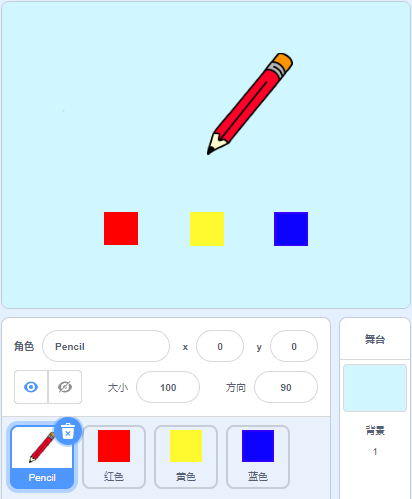 角色 Pencil x 0 y 0
舞台
大小 100 方向 90
背景
1
Pencil 红色 黄色 蓝色